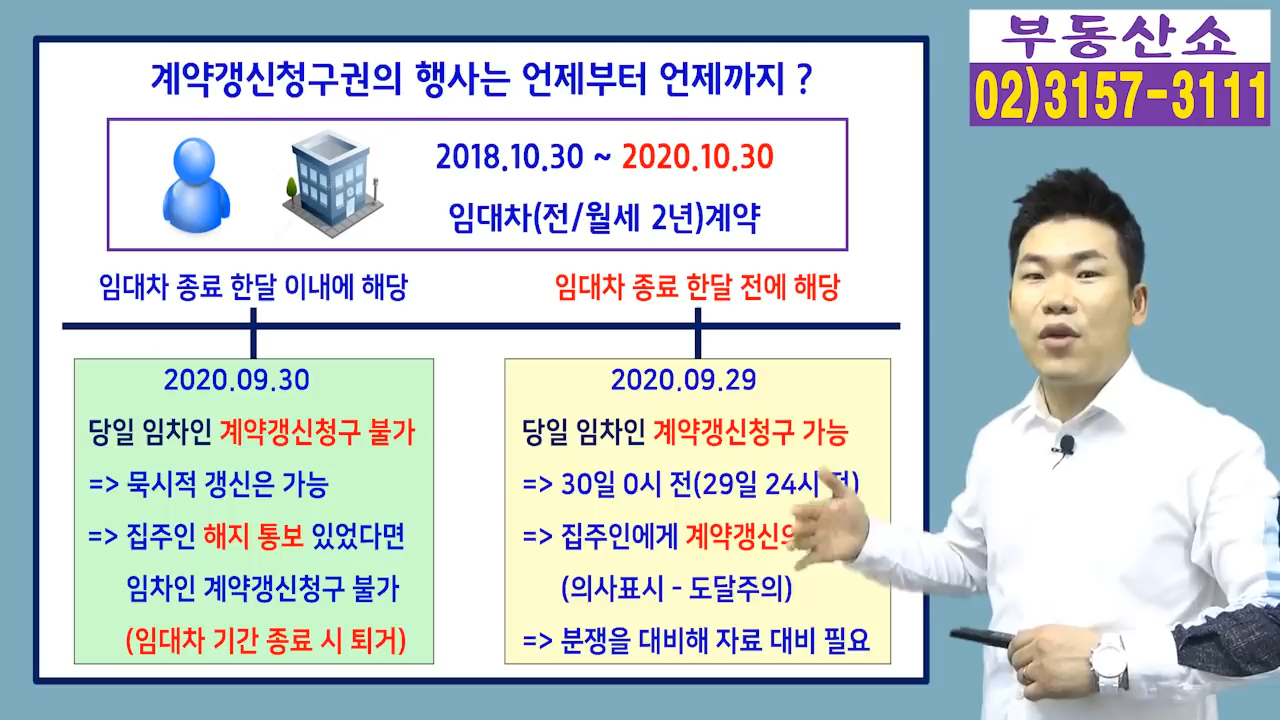 부동산쇼
02)3157-3111
계약갱신청구권의 행사는 언제부터 언제까지 ?
2018.10.30 ~ 2020.10.30
임대차(전/월세 2년)계약
임대차 종료 한달 이내에 해당
임대차 종료 한달 전에 해당
2020.09.30
당일 임차인 계약갱신청구 불가
=> 묵시적 갱신은 가능
=> 집주인 해지 통보 있었다면
임차인 계약갱신청구 불가
(임대차 기간 종료 시 퇴거)
2020.09.29
당일 임차인 계약갱신청구 가능
=> 30일 0시 전(29일 24시 전)
=> 집주인에게
(의사표시 - 도달주의)
=> 분쟁을 대비해 자료 대비 필요